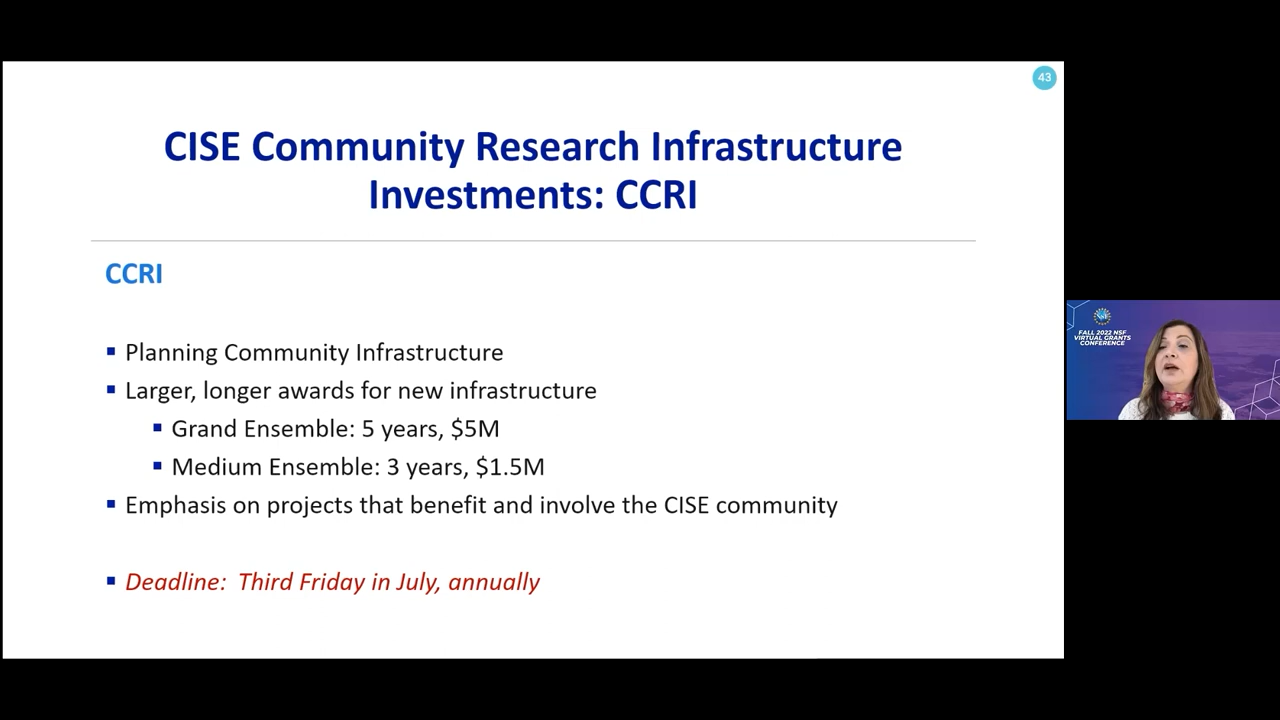 43
CISE Community Research Infrastructure
Investments: CCRI
CCRI
Planning Community Infrastructure
Larger, longer awards for new infrastructure
Grand Ensemble: 5 years, $5M
Medium Ensemble: 3 years, $1.5M
Emphasis on projects that benefit and involve the CISE community
Deadline: Third Friday in July, annually
NSF
FALL 2022 NSF
VIRTUAL GRANTS
CONFERENCE